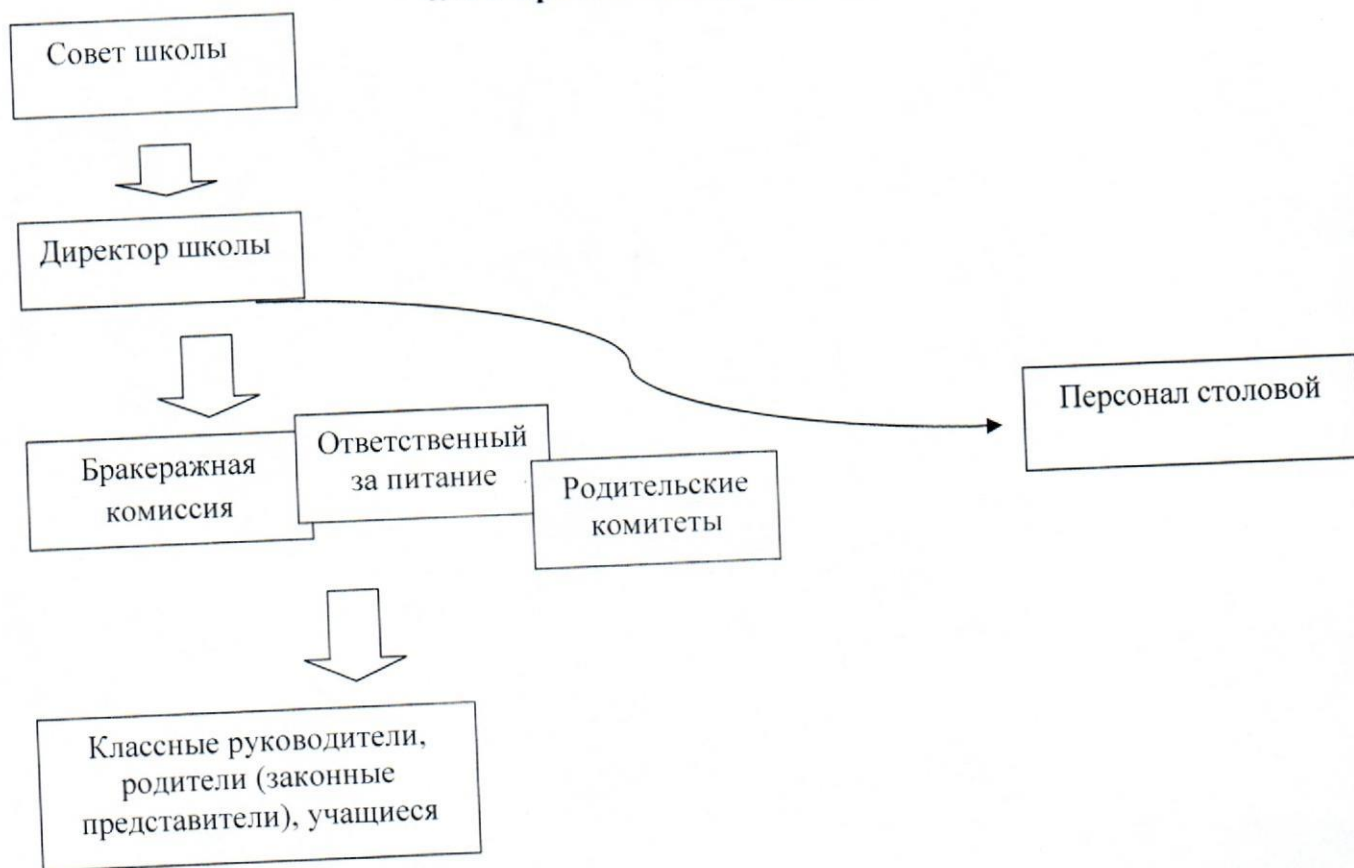 Совет школы
Директор школы
Персонал столовой
Бракеражная
комиссия
Ответственный
за питание
Родительские
комитеты
Классные руководители,
родители (законные
представители), учащиеся